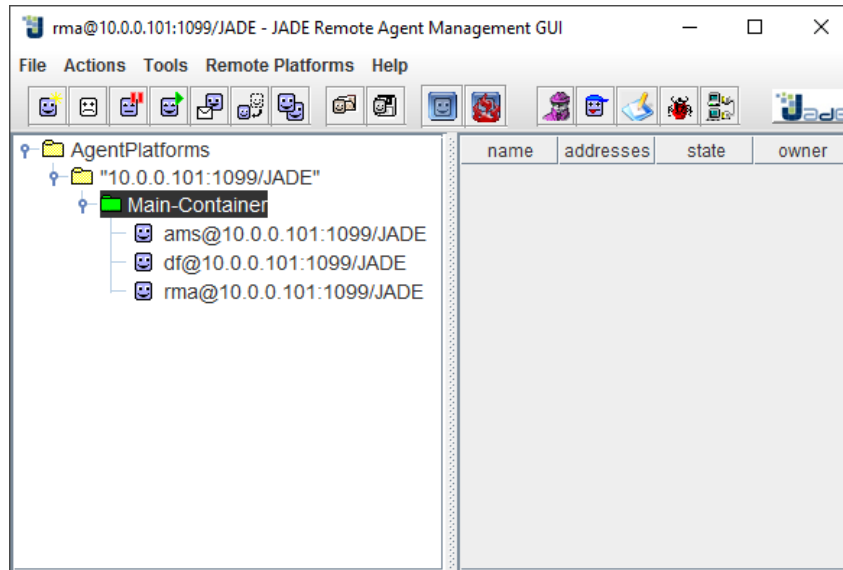 rma@10.0.0.101:1099/JADE - JADE Remote Agent Management GUI
File Actions Tools Remote Platforms Help
Jade
AgentPlatforms
"10.0.0.101:1099/JADE"
Main-Container
ams@10.0.0.101:1099/JADE
df@10.0.0.101:1099/JADE
rma@10.0.0.101:1099/JADE
name addresses state owner